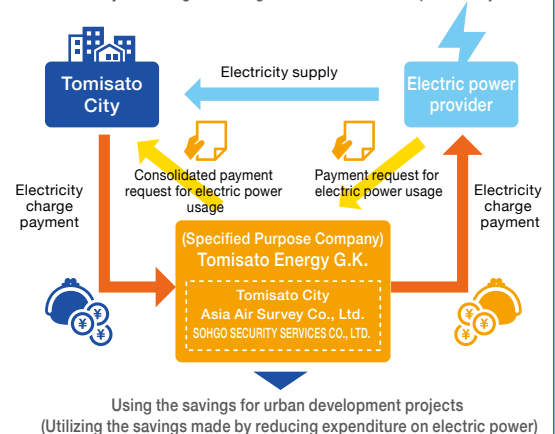 Electricity supply
Tomisato
City
Electric power
provider
Consolidated payment
request for electric power
usage
Payment request for
electric power usage
Electricity
charge
payment
Electricity
charge
payment
(Specified Purpose Company)
Tomisato Energy G.K.
Tomisato City
Asia Air Survey Co., Ltd.
SOHGO SECURITY SERVICES CO., LTD.
¥
¥
¥
¥
¥
¥
Using the savings for urban development projects
(Utilizing the savings made by reducing expenditure on electric power)